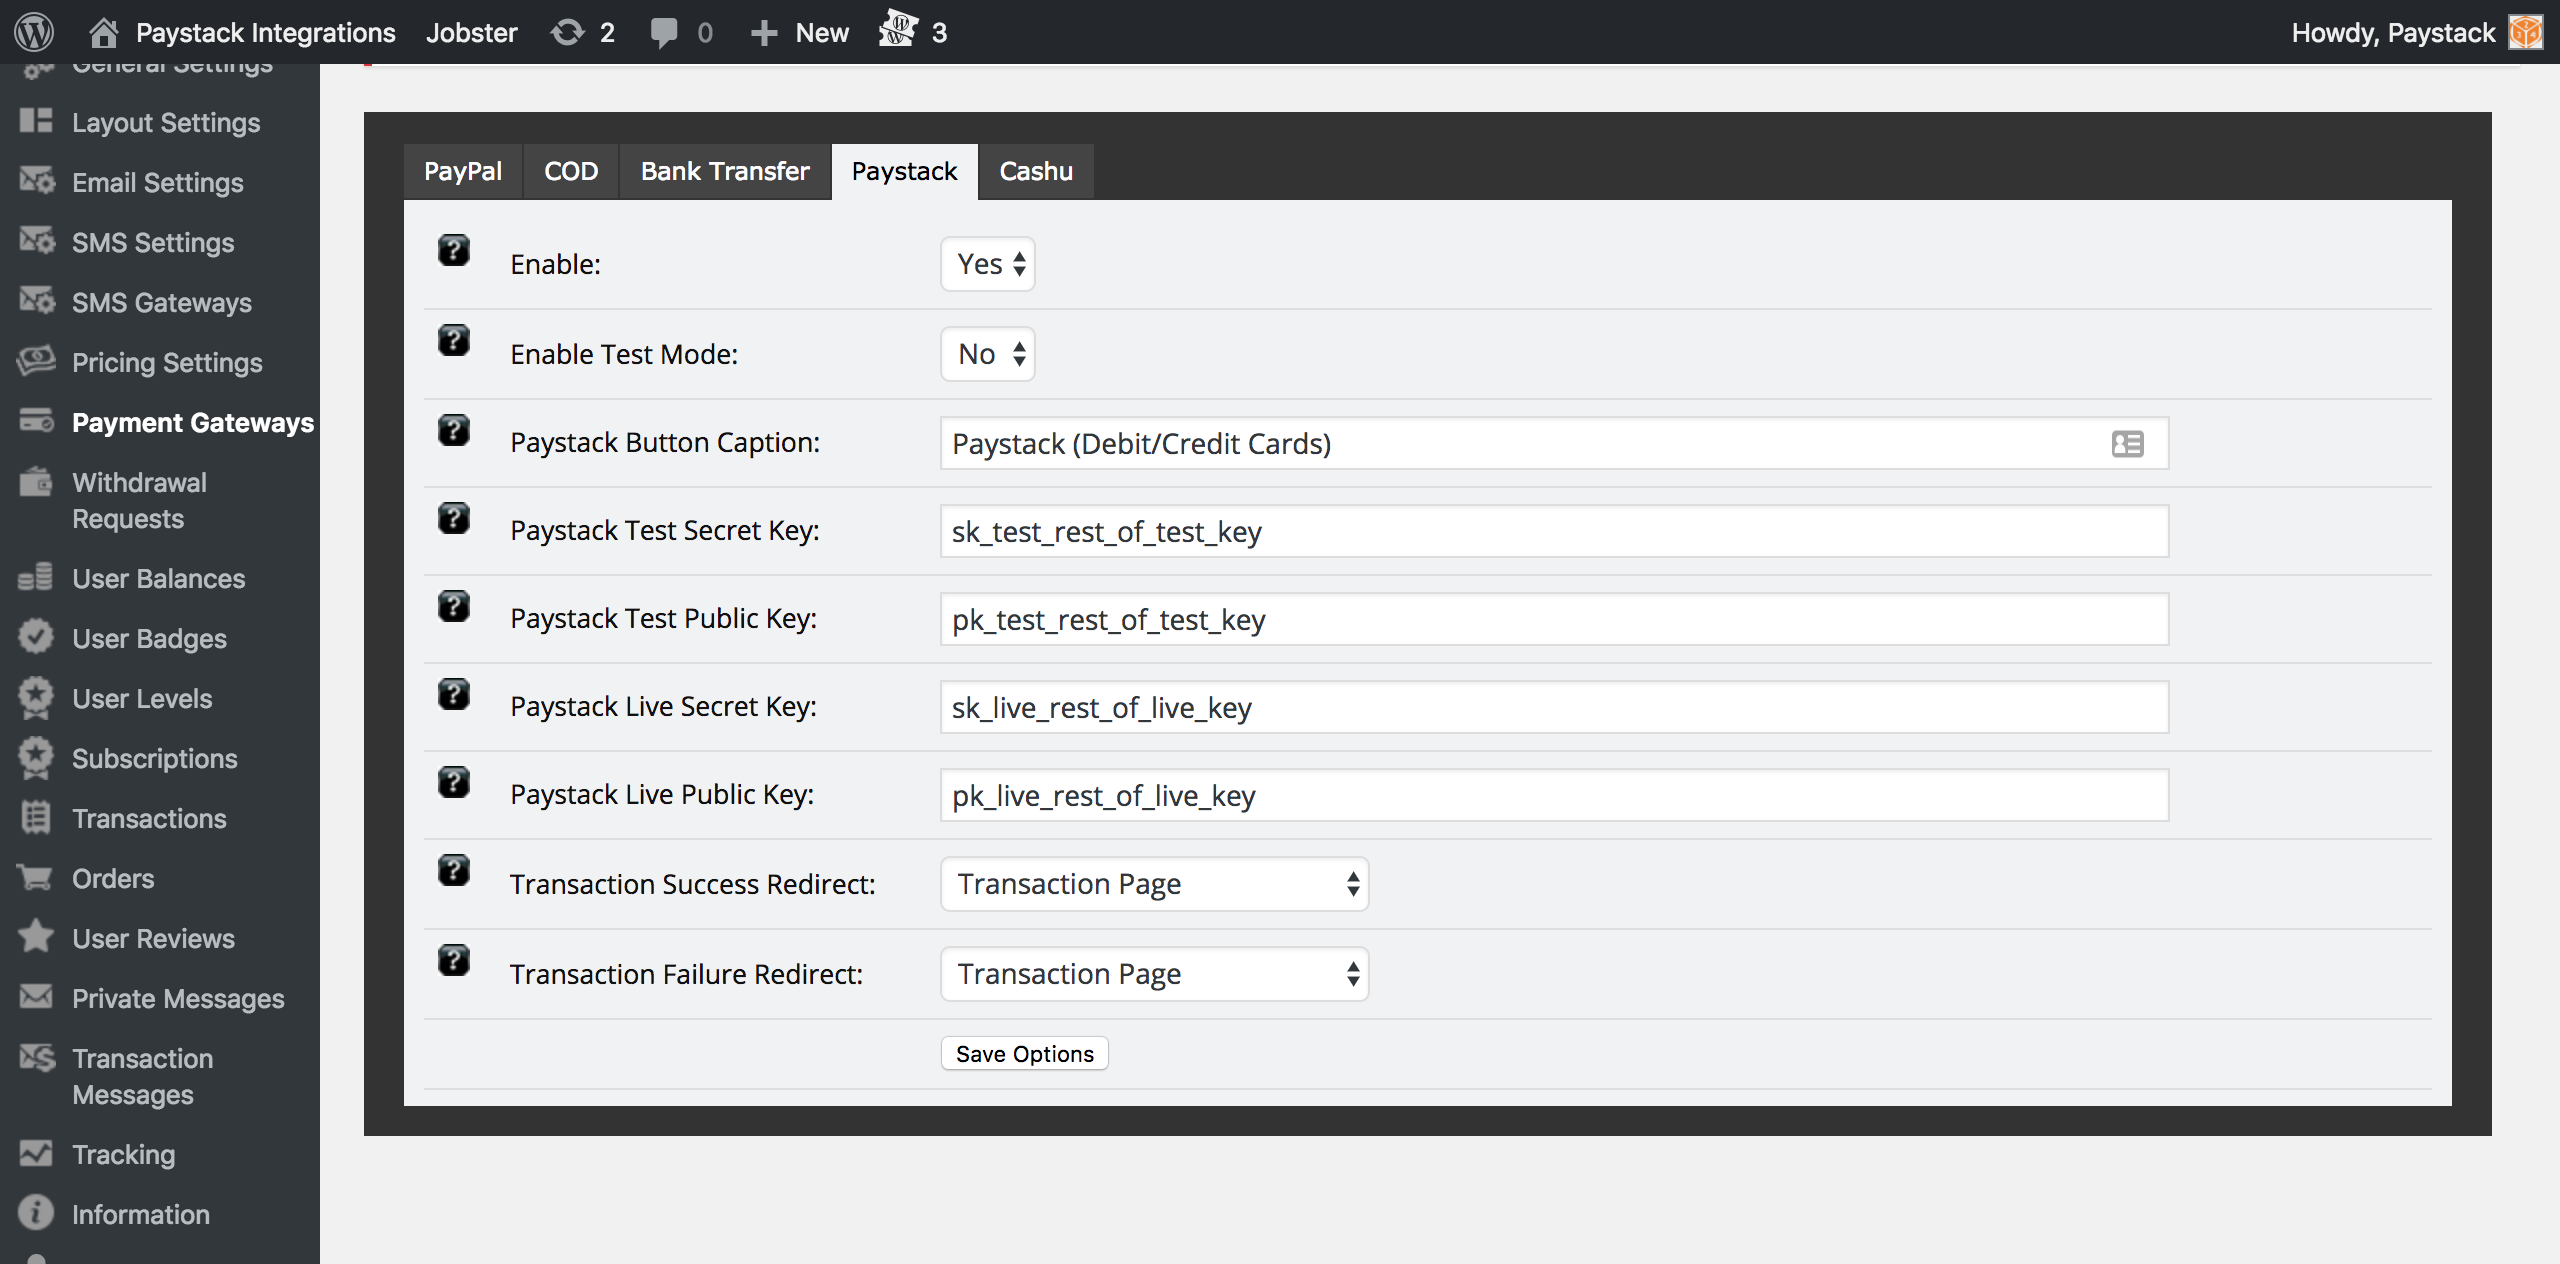 Paystack Integrations Jobster 2 0 New 3 Howdy, Paystack
General Settings
Layout Settings
Email Settings
SMS Settings
SMS Gateways
Pricing Settings
Payment Gateways
Withdrawal
Requests
User Balances
User Badges
User Levels
Subscriptions
Transactions
Orders
User Reviews
Private Messages
Transaction
Messages
Tracking
Information
PayPal COD Bank Transfer Paystack Cashu
? Enable: Yes
? Enable Test Mode: No
? Paystack Button Caption: Paystack (Debit/Credit Cards)
? Paystack Test Secret Key: sk_test_rest_of_test_key
? Paystack Test Public Key: pk_test_rest_of_test_key
? Paystack Live Secret Key: sk_live_rest_of_live_key
? Paystack Live Public Key: pk_live_rest_of_live_key
? Transaction Success Redirect: Transaction Page
? Transaction Failure Redirect: Transaction Page
Save Options